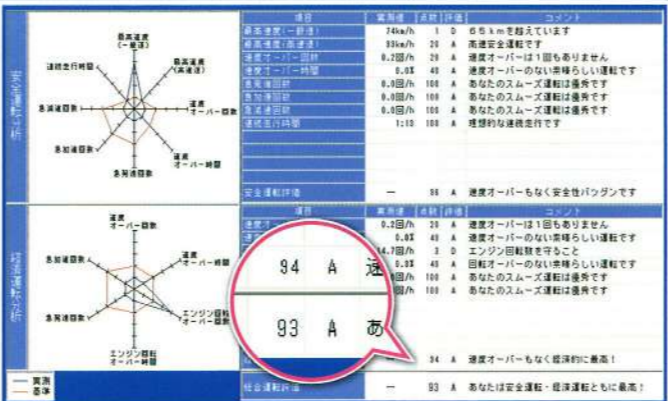 安全運転分析
最高速度
(一般道)
最高速度
(高速道)
速度
オーバー回数
速度
オーバー時間
急発進回数
急加速回数
急減速回数
連続走行時間
項目 実測値 点数 評価 コメント
最高速度(一般道) 74km/h 1 D 65kmを越えています
最高速度(高速道) 83km/h 20 A 高速安全運転です
速度オーバー回数 0.2回/h 20 A 速度オーバーは1回もありません
速度オーバー時間 0.0% 40 A 速度オーバーのない素晴らしい運転です
急発進回数 0.0回/h 100 A あなたのスムーズ運転は優秀です
急加速回数 0.0回/h 100 A あなたのスムーズ運転は優秀です
急減速回数 0.0回/h 100 A あなたのスムーズ運転は優秀です
連続走行時間 1:13 100 A 理想的な連続走行です
安全運転評価 — 86 A 速度オーバーもなく安全性バツグンです
経済運転分析
速度
オーバー回数
速度
オーバー時間
エンジン回転
オーバー回数
エンジン回転
オーバー時間
急発進回数
急加速回数
項目 実測値 点数 評価 コメント
速度オー 0.2回/h 20 A 速度オーバーは1回もありません
0.0% 40 A 速度オーバーのない素晴らしい運転です
4.7回/h 3 D エンジン回転数を守ること
0.0% 40 A 回転オーバーのない素晴らしい運転です
回/h 100 A あなたのスムーズ運転は優秀です
回/h 100 A あなたのスムーズ運転は優秀です
94 A 速
93 A あ
— 94 A 速度オーバーもなく経済的に最高!
実測
基準
総合運転評価 — 93 A あなたは安全運転・経済運転ともに最高!